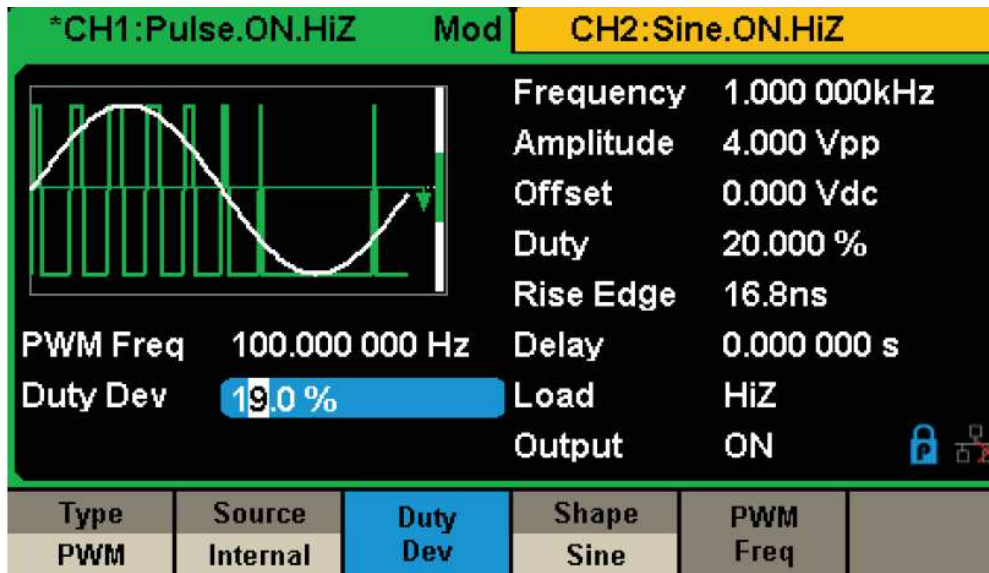 *CH1:Pulse.ON.HiZ Mod
CH2:Sine.ON.HiZ
Frequency 1.000 000kHz
Amplitude 4.000 Vpp
Offset 0.000 Vdc
Duty 20.000 %
Rise Edge 16.8ns
Delay 0.000 000 s
Load HiZ
Output ON
P
PWM Freq 100.000 000 Hz
Duty Dev 19.0 %
Type
PWM
Source
Internal
Duty
Dev
Shape
Sine
PWM
Freq